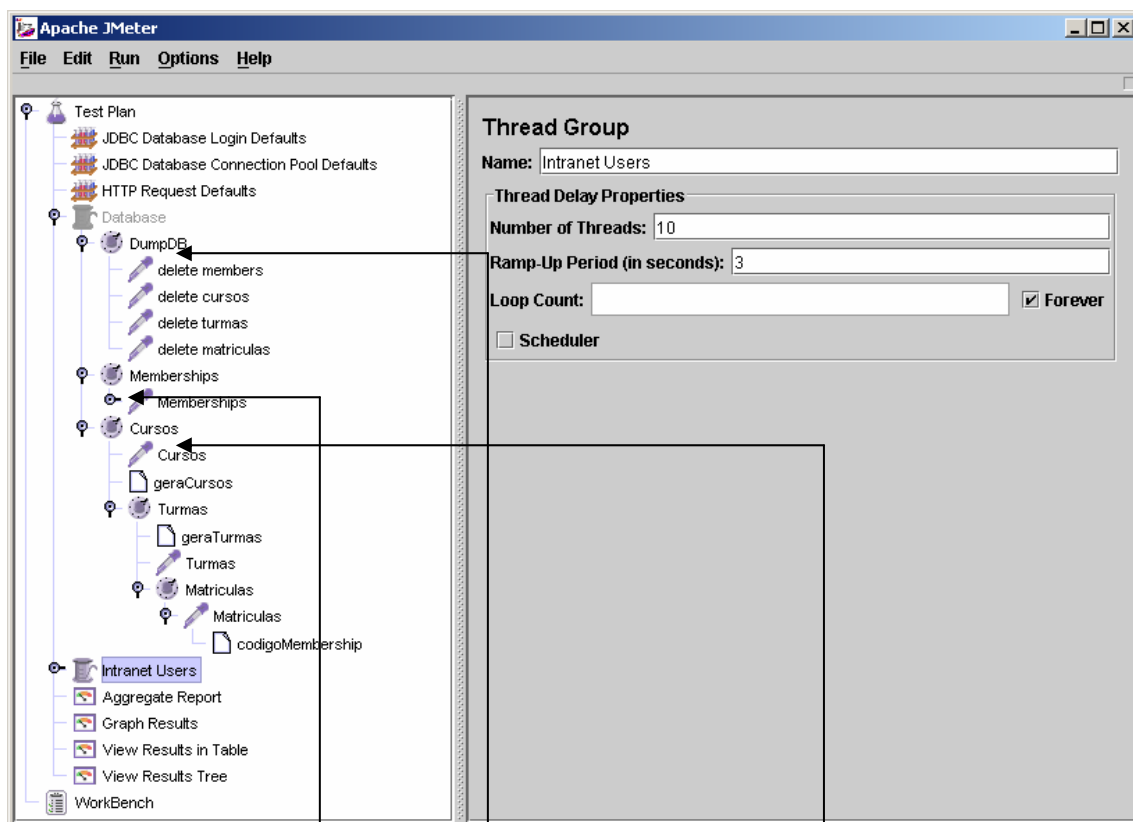 Apache JMeter
File Edit Run Options Help
Test Plan
JDBC Database Login Defaults
JDBC Database Connection Pool Defaults
HTTP Request Defaults
Database
DumpDB
delete members
delete cursos
delete turmas
delete matriculas
Memberships
Memberships
Cursos
Cursos
geraCursos
Turmas
geraTurmas
Turmas
Matriculas
Matriculas
codigoMembership
Intranet Users
Aggregate Report
Graph Results
View Results in Table
View Results Tree
WorkBench
Thread Group
Name: Intranet Users
Thread Delay Properties
Number of Threads: 10
Ramp-Up Period (in seconds): 3
Loop Count: Forever
Scheduler